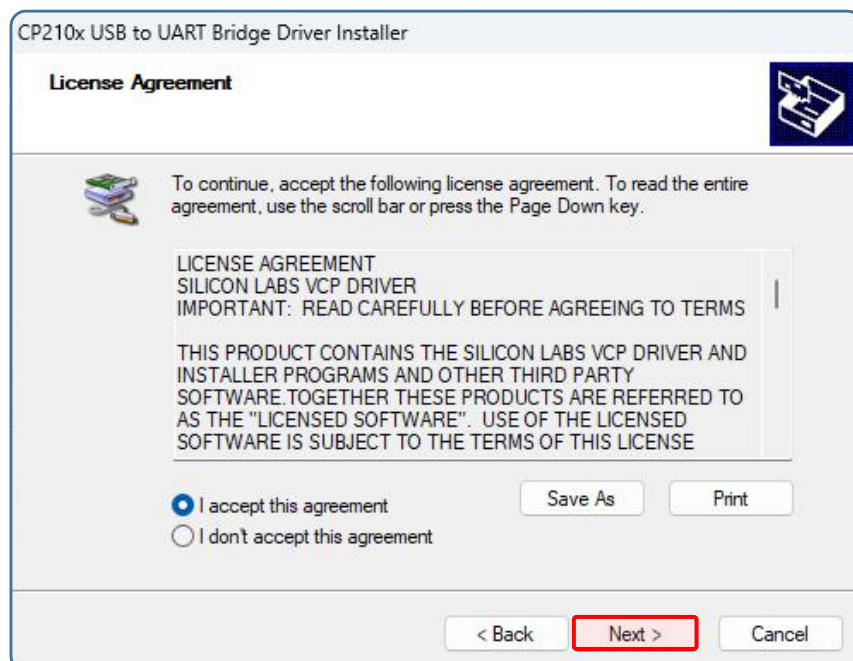 CP210x USB to UART Bridge Driver Installer
License Agreement
To continue, accept the following license agreement. To read the entire
agreement, use the scroll bar or press the Page Down key.
LICENSE AGREEMENT
SILICON LABS VCP DRIVER
IMPORTANT:  READ CAREFULLY BEFORE AGREEING TO TERMS
THIS PRODUCT CONTAINS THE SILICON LABS VCP DRIVER AND
INSTALLER PROGRAMS AND OTHER THIRD PARTY
SOFTWARE.TOGETHER THESE PRODUCTS ARE REFERRED TO
AS THE "LICENSED SOFTWARE".  USE OF THE LICENSED
SOFTWARE IS SUBJECT TO THE TERMS OF THIS LICENSE
I accept this agreement
Save As
Print
I don't accept this agreement
< Back
Next >
Cancel